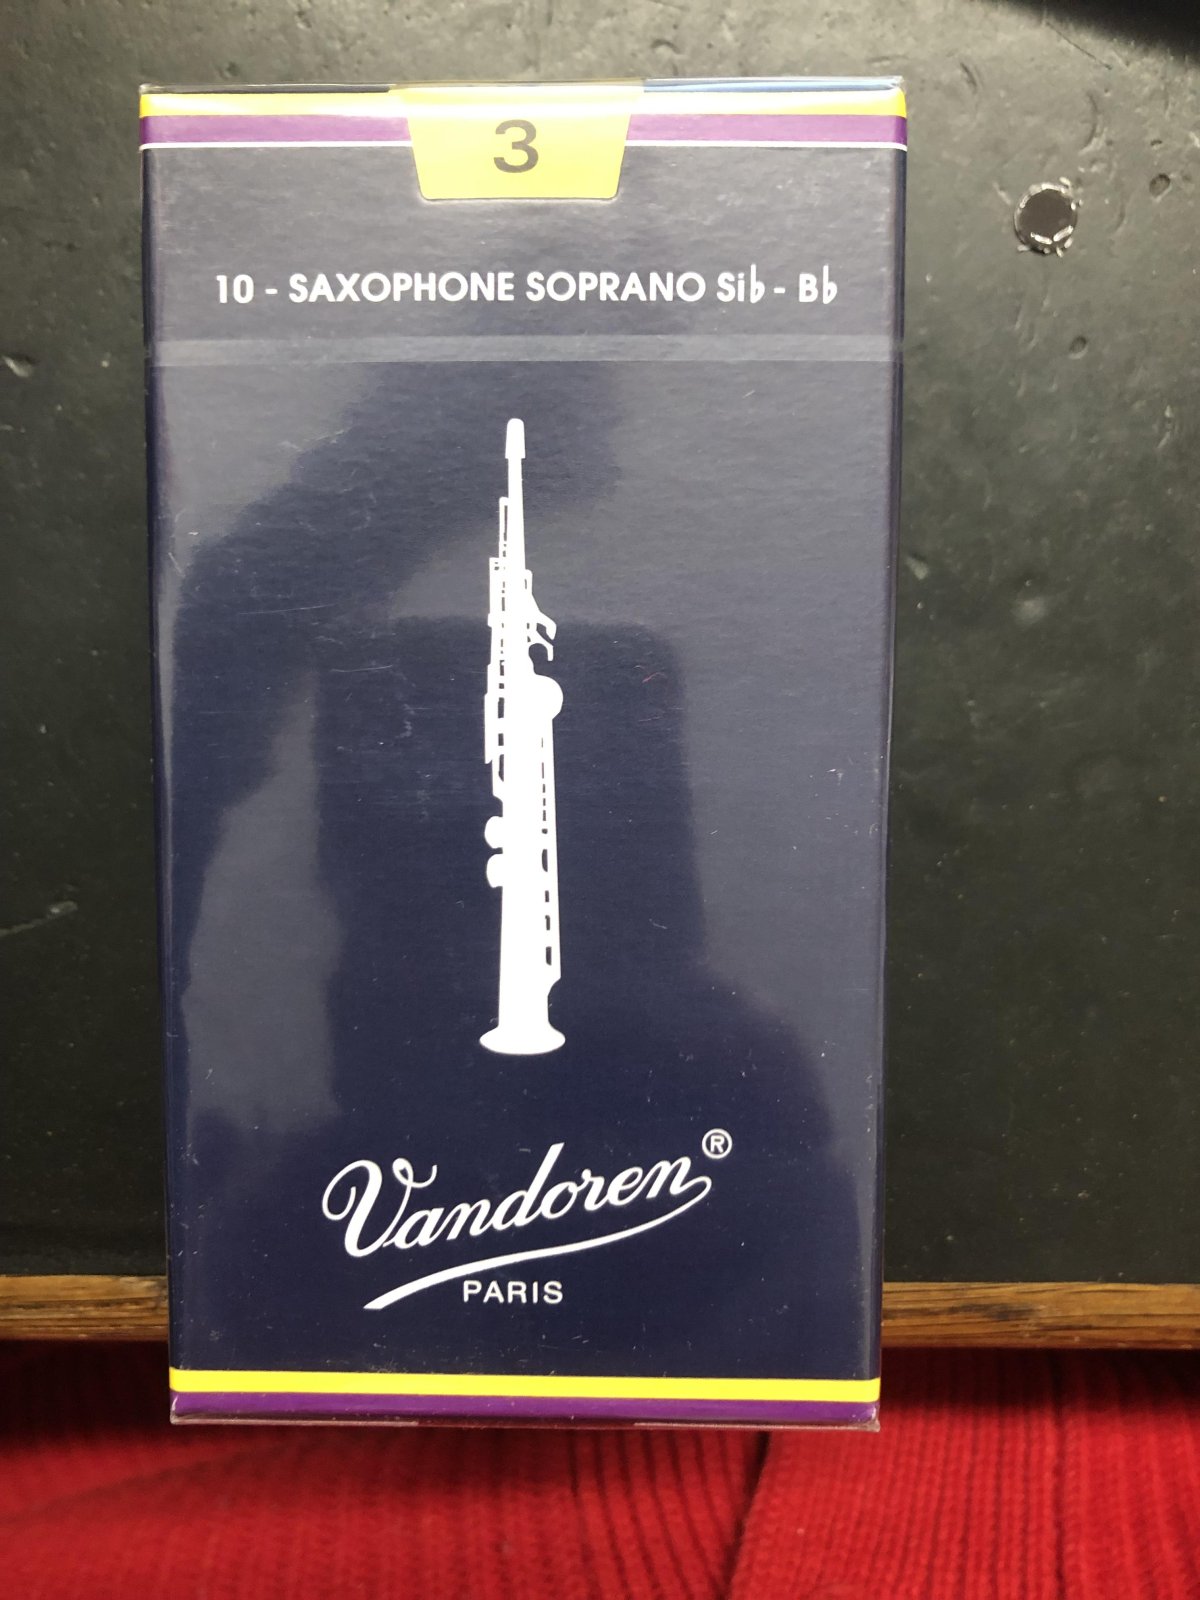 3
10 - SAXOPHONE SOPRANO Si♭ - B♭
Vandoren®
PARIS